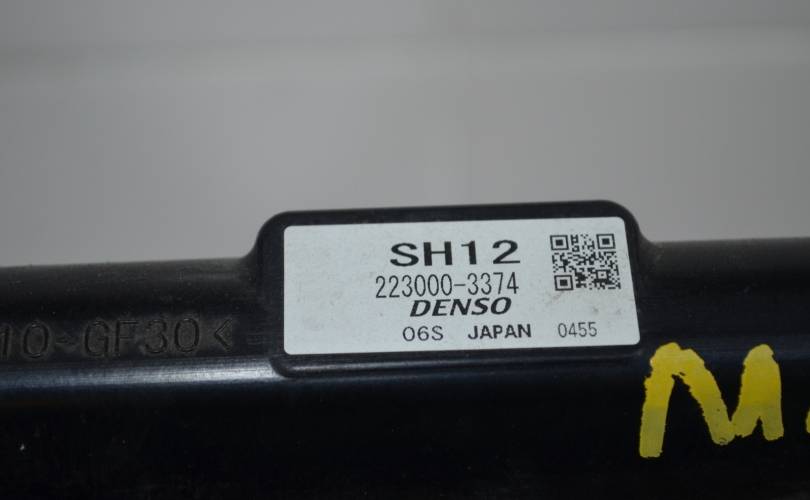 SH12
223000-3374
DENSO
06S JAPAN 0455
10-GF30<
M